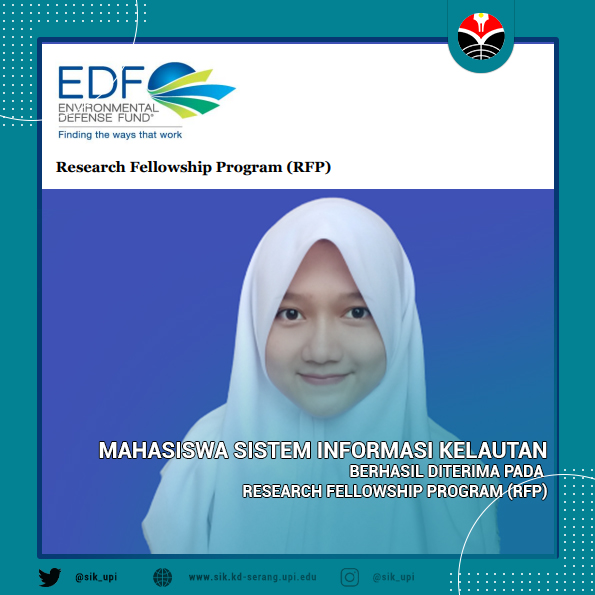 EDF
ENVIRONMENTAL
DEFENSE FUND®
Finding the ways that work
Research Fellowship Program (RFP)
MAHASISWA SISTEM INFORMASI KELAUTAN
BERHASIL DITERIMA PADA
RESEARCH FELLOWSHIP PROGRAM (RFP)
@sik_upi www.sik.kd-serang.upi.edu @sik_upi